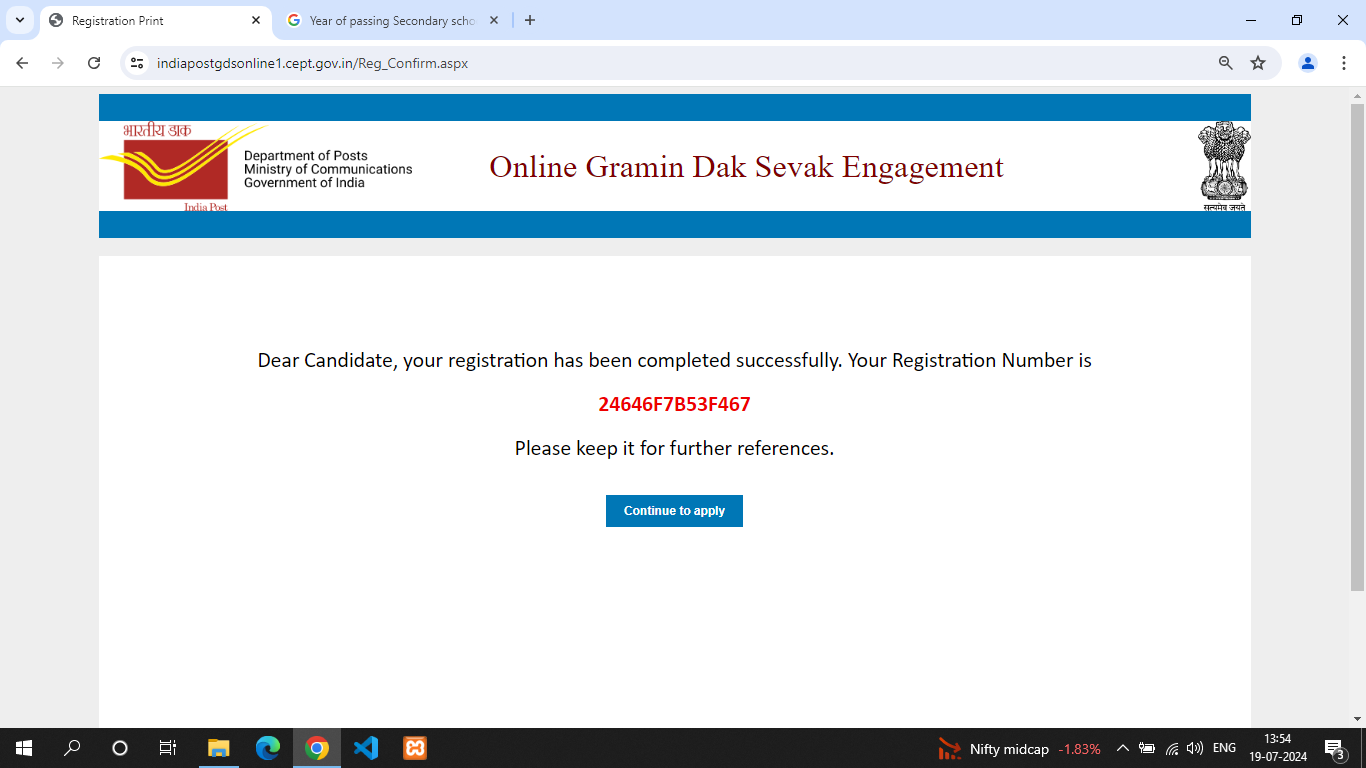 Registration Print
Year of passing Secondary scho
indiapostgdsonline1.cept.gov.in/Reg_Confirm.aspx
भारतीय डाक
Department of Posts
Ministry of Communications
Government of India
India Post
Online Gramin Dak Sevak Engagement
सत्यमेव जयते
Dear Candidate, your registration has been completed successfully. Your Registration Number is
24646F7B53F467
Please keep it for further references.
Continue to apply
Nifty midcap -1.83%
ENG
13:54
19-07-2024
3